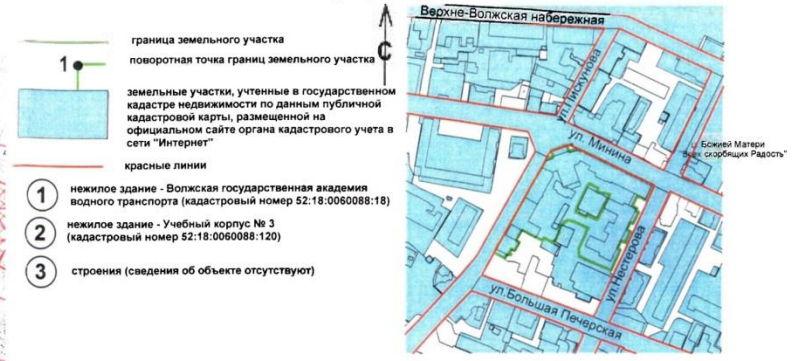 граница земельного участка
1
поворотная точка границ земельного участка
С
земельные участки, учтенные в государственном
кадастре недвижимости по данным публичной
кадастровой карты, размещенной на
официальном сайте органа кадастрового учета в
сети "Интернет"
красные линии
1
нежилое здание - Волжская государственная академия
водного транспорта (кадастровый номер 52:18:0060088:18)
2
нежилое здание - Учебный корпус № 3
(кадастровый номер 52:18:0060088:120)
3
строения (сведения об объекте отсутствуют)
Верхне-Волжская набережная
ул.Пискунова
ул. Минина
Божией Матери
скорбящих Радость"
ул.Нестерова
ул.Большая Печерская